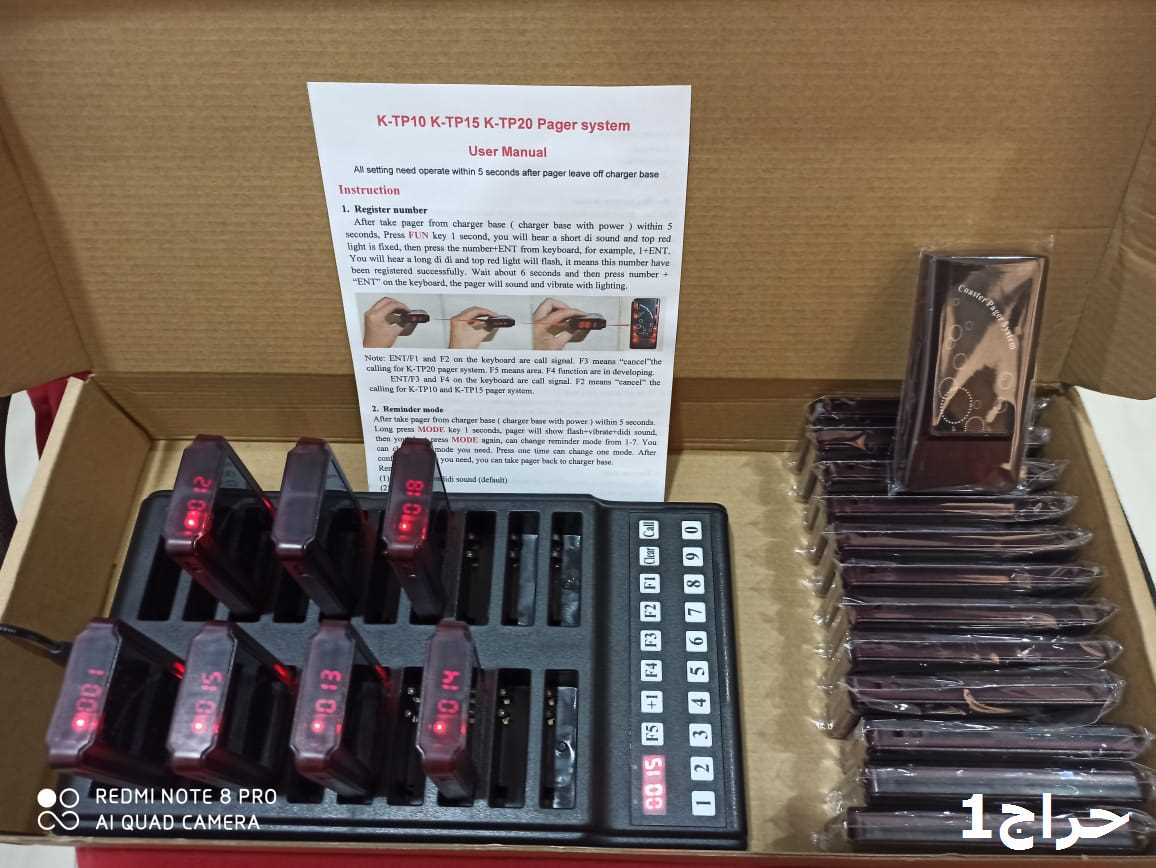 K-TP10 K-TP15 K-TP20 Pager system
User Manual
All setting need operate within 5 seconds after pager leave off charger base
Instruction
1. Register number
After take pager from charger base ( charger base with power ) within 5
seconds, Press FUN key 1 second, you will hear a short di sound and top red
light is fixed, then press the number+ENT from keyboard, for example, 1+ENT.
You will hear a long di di and top red light will flash, it means this number have
been registered successfully. Wait about 6 seconds and then press number +
“ENT” on the keyboard, the pager will sound and vibrate with lighting.
Note: ENT/F1 and F2 on the keyboard are call signal. F3 means “cancel”the
calling for K-TP20 pager system. F5 means area. F4 function are in developing.
ENT/F3 and F4 on the keyboard are call signal. F2 means “cancel” the
calling for K-TP10 and K-TP15 pager system.
2. Reminder mode
After take pager from charger base ( charger base with power ) within 5 seconds.
Long press MODE key 1 seconds, pager will show flash+vibrate+didi sound,
then press MODE again, can change reminder mode from 1-7. You
can mode you need. Press one time can change one mode. After
you need, you can take pager back to charger base.
(1) didi sound (default)
(2)
Coaster Pager System
012
018
001
015
013
014
Call 0
Clear 9
F1 8
F2 7
F3 6
F4 5
+1 4
F5 3
0015 2
1
REDMI NOTE 8 PRO
AI QUAD CAMERA
حراج1